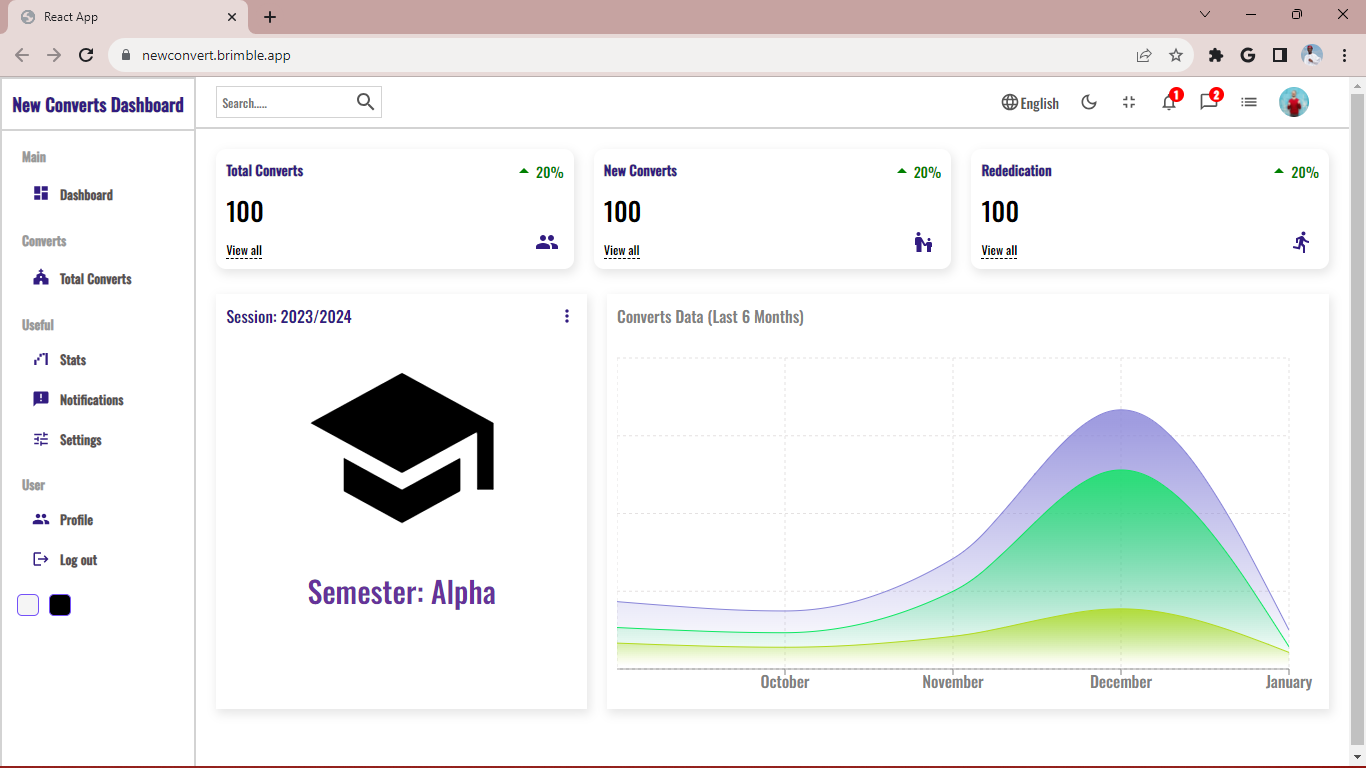 React App
newconvert.brimble.app
New Converts Dashboard
Search.....
English
1
2
Main
Dashboard
Converts
Total Converts
Useful
Stats
Notifications
Settings
User
Profile
Log out
Total Converts
20%
100
View all
New Converts
20%
100
View all
Rededication
20%
100
View all
Session: 2023/2024
Semester: Alpha
Converts Data (Last 6 Months)
October
November
December
January